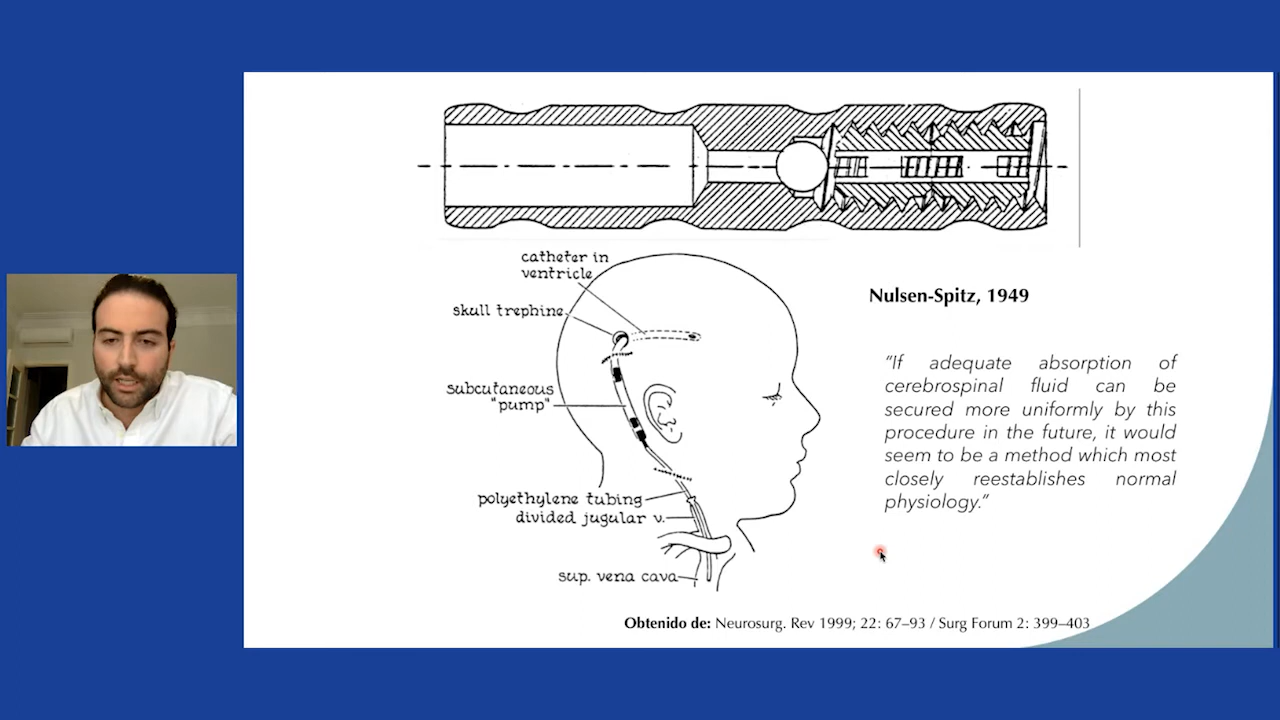 catheter in
ventricle
skull trephine
subcutaneous
"pump"
polyethylene tubing
divided jugular v.
sup. vena cava
Nulsen-Spitz, 1949
“If adequate absorption of
cerebrospinal fluid can be
secured more uniformly by this
procedure in the future, it would
seem to be a method which most
closely reestablishes normal
physiology.”
Obtenido de: Neurosurg. Rev 1999; 22: 67–93 / Surg Forum 2: 399–403